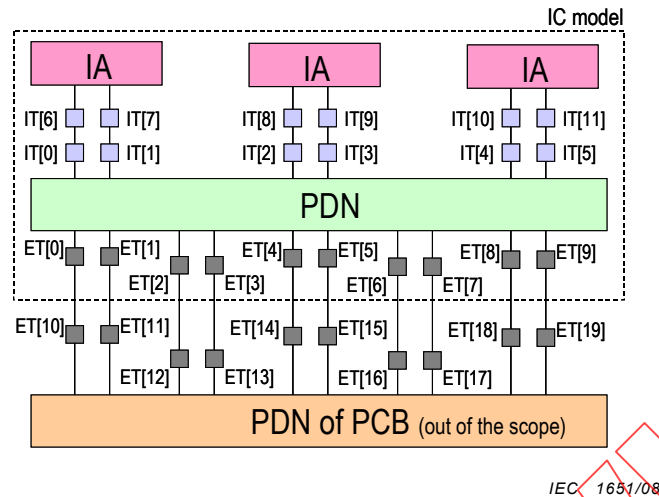 IC model
IA IA IA
IT[6] IT[7] IT[8] IT[9] IT[10] IT[11]
IT[0] IT[1] IT[2] IT[3] IT[4] IT[5]
PDN
ET[0] ET[1] ET[4] ET[5] ET[8] ET[9]
ET[2] ET[3] ET[6] ET[7]
ET[10] ET[11] ET[14] ET[15] ET[18] ET[19]
ET[12] ET[13] ET[16] ET[17]
PDN of PCB (out of the scope)
IEC 1651/08